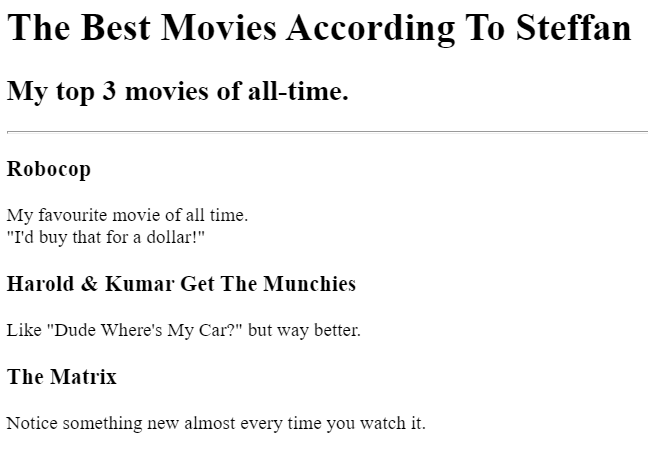 The Best Movies According To Steffan
My top 3 movies of all-time.
Robocop
My favourite movie of all time.
"I'd buy that for a dollar!"
Harold & Kumar Get The Munchies
Like "Dude Where's My Car?" but way better.
The Matrix
Notice something new almost every time you watch it.